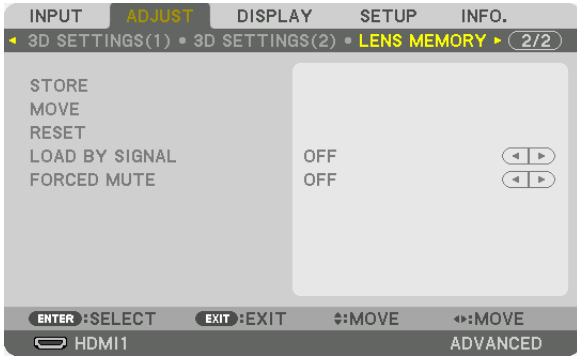 INPUT ADJUST DISPLAY SETUP INFO.
3D SETTINGS(1) • 3D SETTINGS(2) • LENS MEMORY 2/2
STORE
MOVE
RESET
LOAD BY SIGNAL OFF
FORCED MUTE OFF
ENTER :SELECT EXIT :EXIT :MOVE :MOVE
HDMI1 ADVANCED